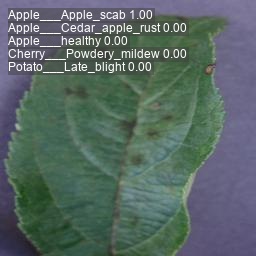 Apple___Apple_scab 1.00
Apple___Cedar_apple_rust 0.00
Apple___healthy 0.00
Cherry___Powdery_mildew 0.00
Potato___Late_blight 0.00